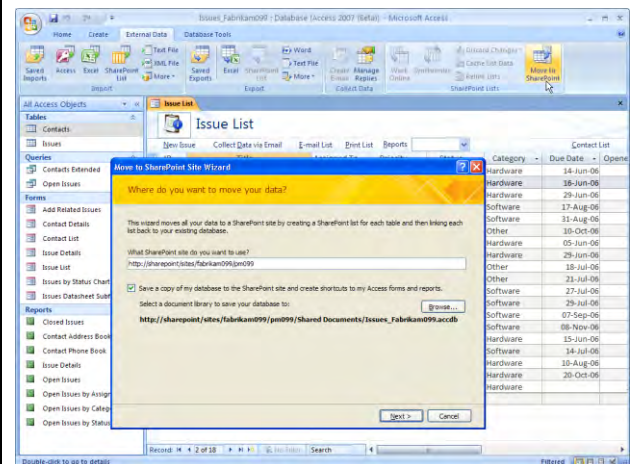 Issues_Fabrikam099 : Database (Access 2007 (Beta)) - Microsoft Access
Home Create External Data Database Tools
Saved Imports
Access
Excel
SharePoint List
Text File
XML File
More
Import
Saved Exports
Excel
SharePoint List
Word
Text File
More
Export
Create Emails
Manage Replies
Collect Data
Work Online
Synchronize
Discard Changes
Cache List Data
Relink Lists
Move to SharePoint
SharePoint Lists
All Access Objects
Tables
Contacts
Issues
Queries
Contacts Extended
Open Issues
Forms
Add Related Issues
Contact Details
Contact List
Issue Details
Issue List
Issues by Status Chart
Issues Datasheet Subf
Reports
Closed Issues
Contact Address Book
Contact Phone Book
Issue Details
Open Issues
Open Issues by Assign
Open Issues by Catego
Open Issues by Status
Issue List
Issue List
New Issue Collect Data via Email E-mail List Print List Reports Contact List
Category Due Date Opene
Hardware 14-Jun-06
Hardware 16-Jun-06
Hardware 29-Jun-06
Software 17-Aug-06
Software 31-Aug-06
Other 10-Oct-06
Hardware 05-Jun-06
Hardware 29-Jun-06
Other 18-Jul-06
Other 21-Jul-06
Software 27-Jul-06
Software 29-Jul-06
Software 07-Sep-06
Software 08-Nov-06
Hardware 15-Jun-06
Software 14-Jul-06
Hardware 10-Aug-06
Hardware 20-Oct-06
Hardware
Move to SharePoint Site Wizard
Where do you want to move your data?
This wizard moves all your data to a SharePoint site by creating a SharePoint list for each table and then linking each
list back to your existing database.
What SharePoint site do you want to use?
http://sharepoint/sites/fabrikam099/pm099
Save a copy of my database to the SharePoint site and create shortcuts to my Access forms and reports.
Select a document library to save your database to:
Browse...
http://sharepoint/sites/fabrikam099/pm099/Shared Documents/Issues_Fabrikam099.accdb
Next > Cancel
Record: 2 of 18 No Filter Search
Double-click to go to details Filtered